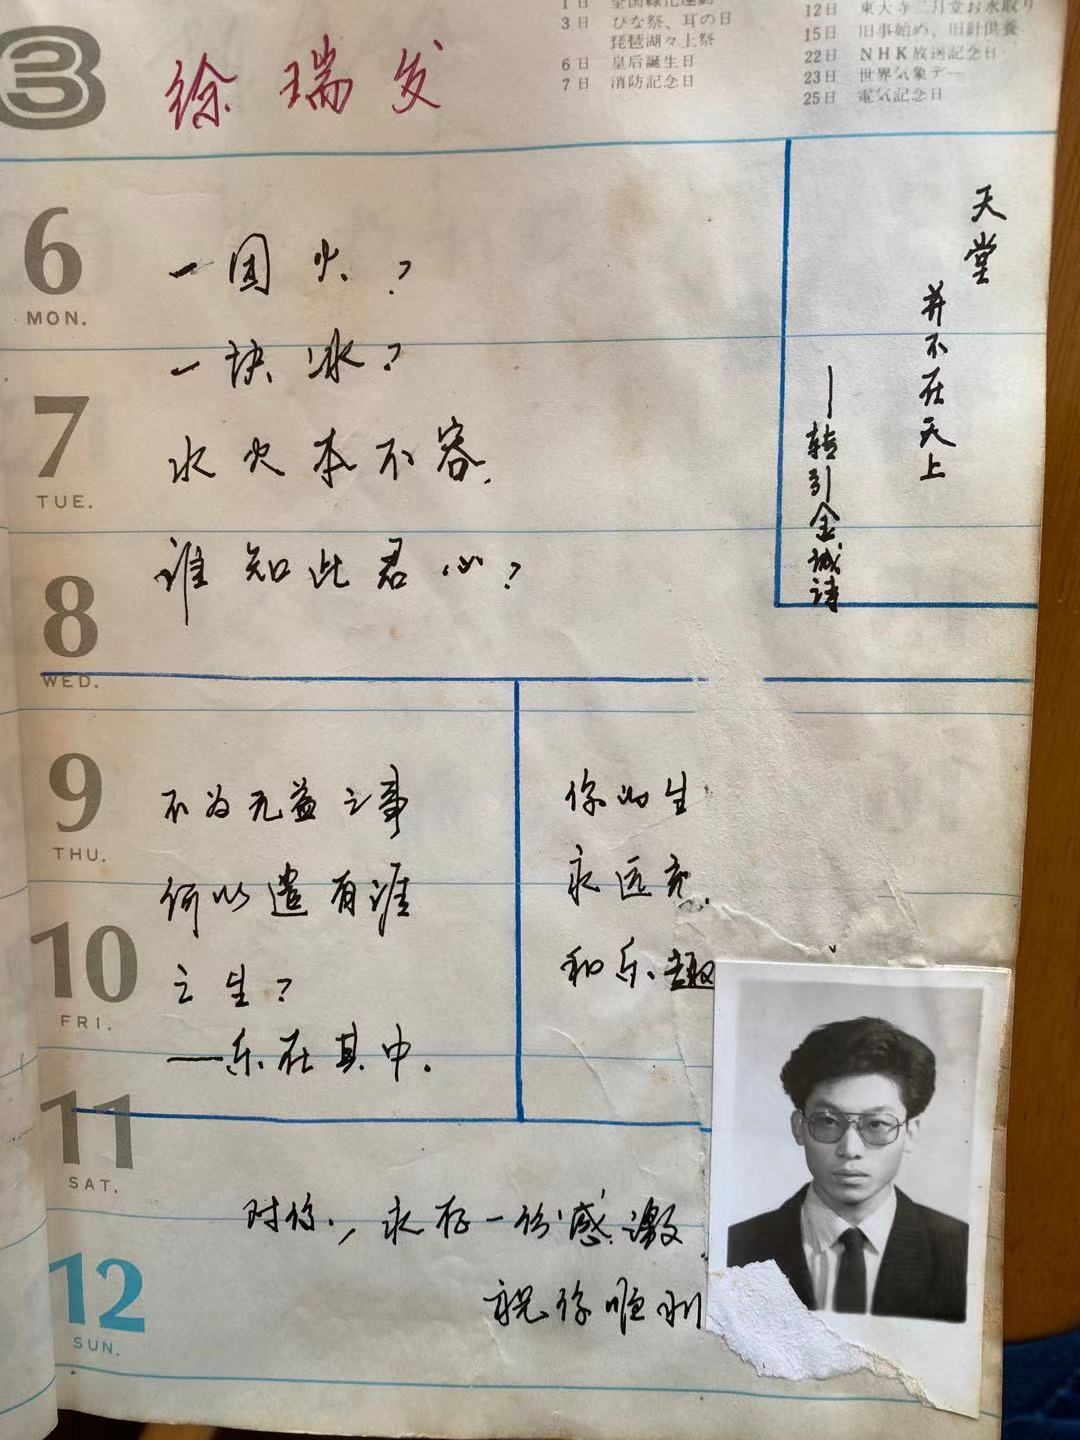 3
徐瑞发
3日 ひな祭、耳の日
琵琶湖々上祭
6日 皇后誕生日
7日 消防記念日
12日 東大寺二月堂お水取り
15日 旧事始め、旧針供養
22日 NHK放送記念日
23日 世界気象デー
25日 電気記念日
6
MON.
7
TUE.
8
WED.
9
THU.
10
FRI.
11
SAT.
12
SUN.
一团火?
一块冰?
水火本不容,
谁知此君心?
天堂
并不在天上
——转引金城诗
不为无益之事
何以遣有涯
之生?
——乐在其中.
你的生
永远充
和乐趣
对你,永存一份感激,
祝你顺利